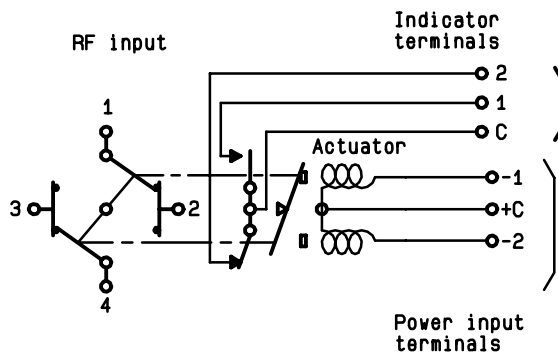 Indicator
terminals
RF input
2
1
C
1
Actuator
-1
3
2
+C
-2
4
Power input
terminals